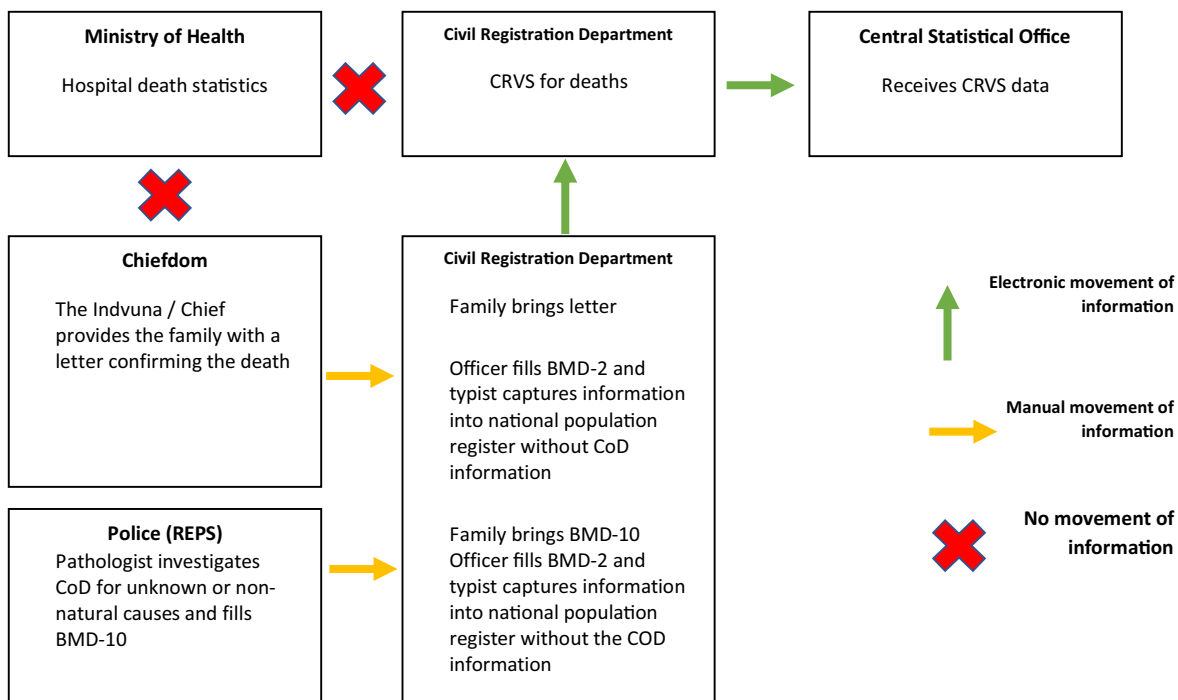 Ministry of Health
Hospital death statistics
Civil Registration Department
CRVS for deaths
Central Statistical Office
Receives CRVS data
Chiefdom
The Indvuna / Chief
provides the family with a
letter confirming the death
Civil Registration Department
Family brings letter
Officer fills BMD-2 and
typist captures information
into national population
register without CoD
information
Family brings BMD-10
Officer fills BMD-2 and
typist captures information
into national population
register without the COD
information
Police (REPS)
Pathologist investigates
CoD for unknown or non-
natural causes and fills
BMD-10
Electronic movement of
information
Manual movement of
information
No movement of
information